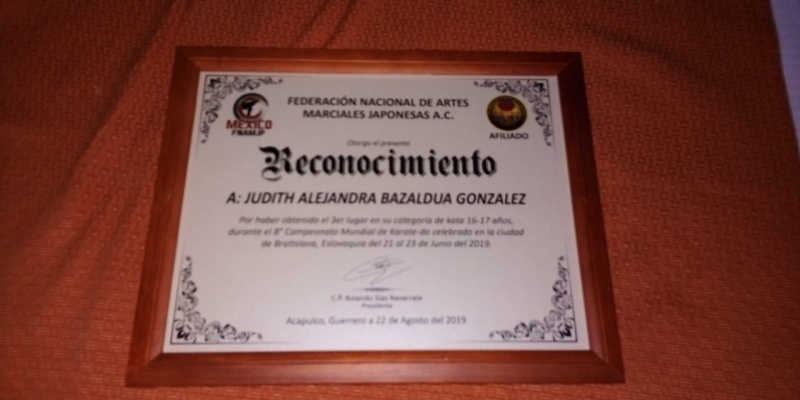 FEDERACIÓN NACIONAL DE ARTES
MARCIALES JAPONESAS A.C.
MÉXICO
FNAMJP
AFILIADO
Otorga el presente
Reconocimiento
A: JUDITH ALEJANDRA BAZALDUA GONZALEZ
Por haber obtenido el 3er lugar en su categoría de kata 16-17 años,
durante el 8° Campeonato Mundial de Karate-do celebrado en la ciudad
de Bratislava, Eslovaquia del 21 al 23 de Junio del 2019.
C.P. Rolando Navarrate
Presidente
Acapulco, Guerrero a 22 de Agosto del 2019